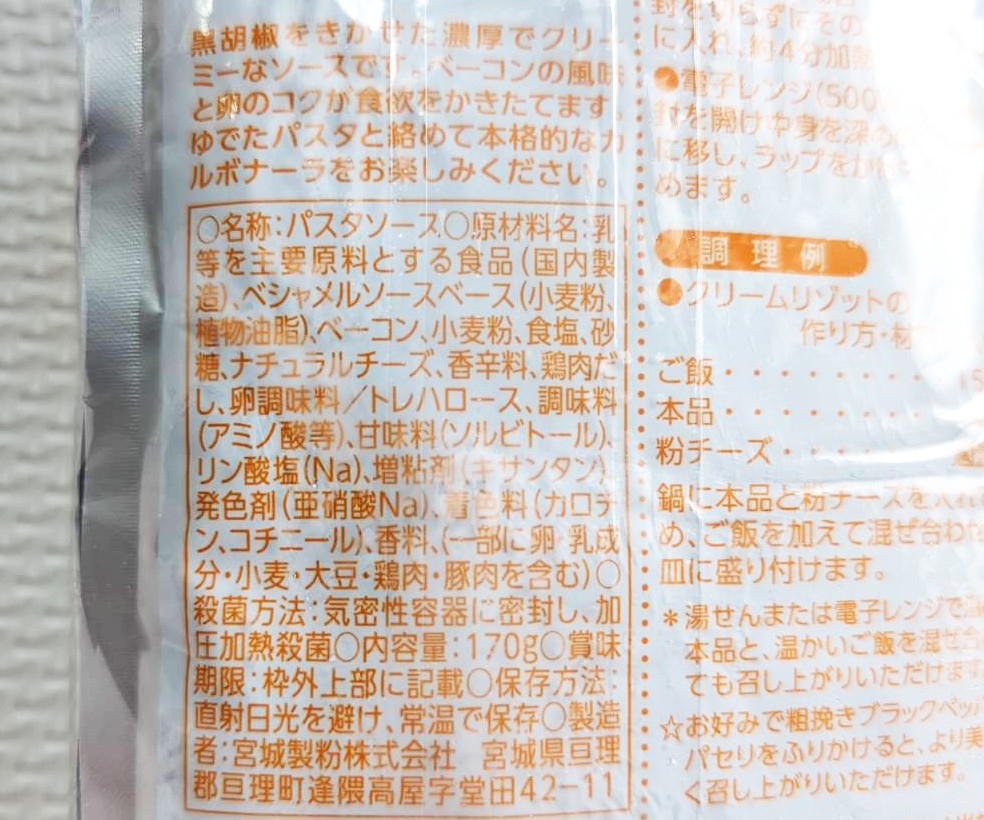 黒胡椒をきかせた濃厚でクリー
ミーなソースです。ベーコンの風味
と卵のコクが食欲をかきたてます。
ゆでたパスタと絡めて本格的なカ
ルボナーラをお楽しみください。
○名称:パスタソース○原材料名:乳
等を主要原料とする食品(国内製
造)、ベシャメルソースベース(小麦粉、
植物油脂)、ベーコン、小麦粉、食塩、砂
糖、ナチュラルチーズ、香辛料、鶏肉だ
し、卵調味料/トレハロース、調味料
(アミノ酸等)、甘味料(ソルビトール)、
リン酸塩(Na)、増粘剤(キサンタン)、
発色剤(亜硝酸Na)、着色料(カロチ
ン、コチニール)、香料、(一部に卵・乳成
分・小麦・大豆・鶏肉・豚肉を含む)○
殺菌方法:気密性容器に密封し、加
圧加熱殺菌○内容量:170g○賞味
期限:枠外上部に記載○保存方法:
直射日光を避け、常温で保存○製造
者:宮城製粉株式会社 宮城県亘理
郡亘理町逢隈高屋字堂田42-11
封を切らずにその
に入れ、約4分加熱
●電子レンジ(500
封を開け中身を深
に移し、ラップをか
めます。
調理例
●クリームリゾットの
作り方・材
ご飯・・・・・・・・15
本品・・・・・・・・
粉チーズ・・・・・
鍋に本品と粉チーズを入れ
め、ご飯を加えて混ぜ合わせ
皿に盛り付けます。
*湯せんまたは電子レンジで温
本品と、温かいご飯を混ぜ合
ても召し上がりいただけます
☆お好みで粗挽きブラックペッパ
パセリをふりかけると、より美
く召し上がりいただけます。